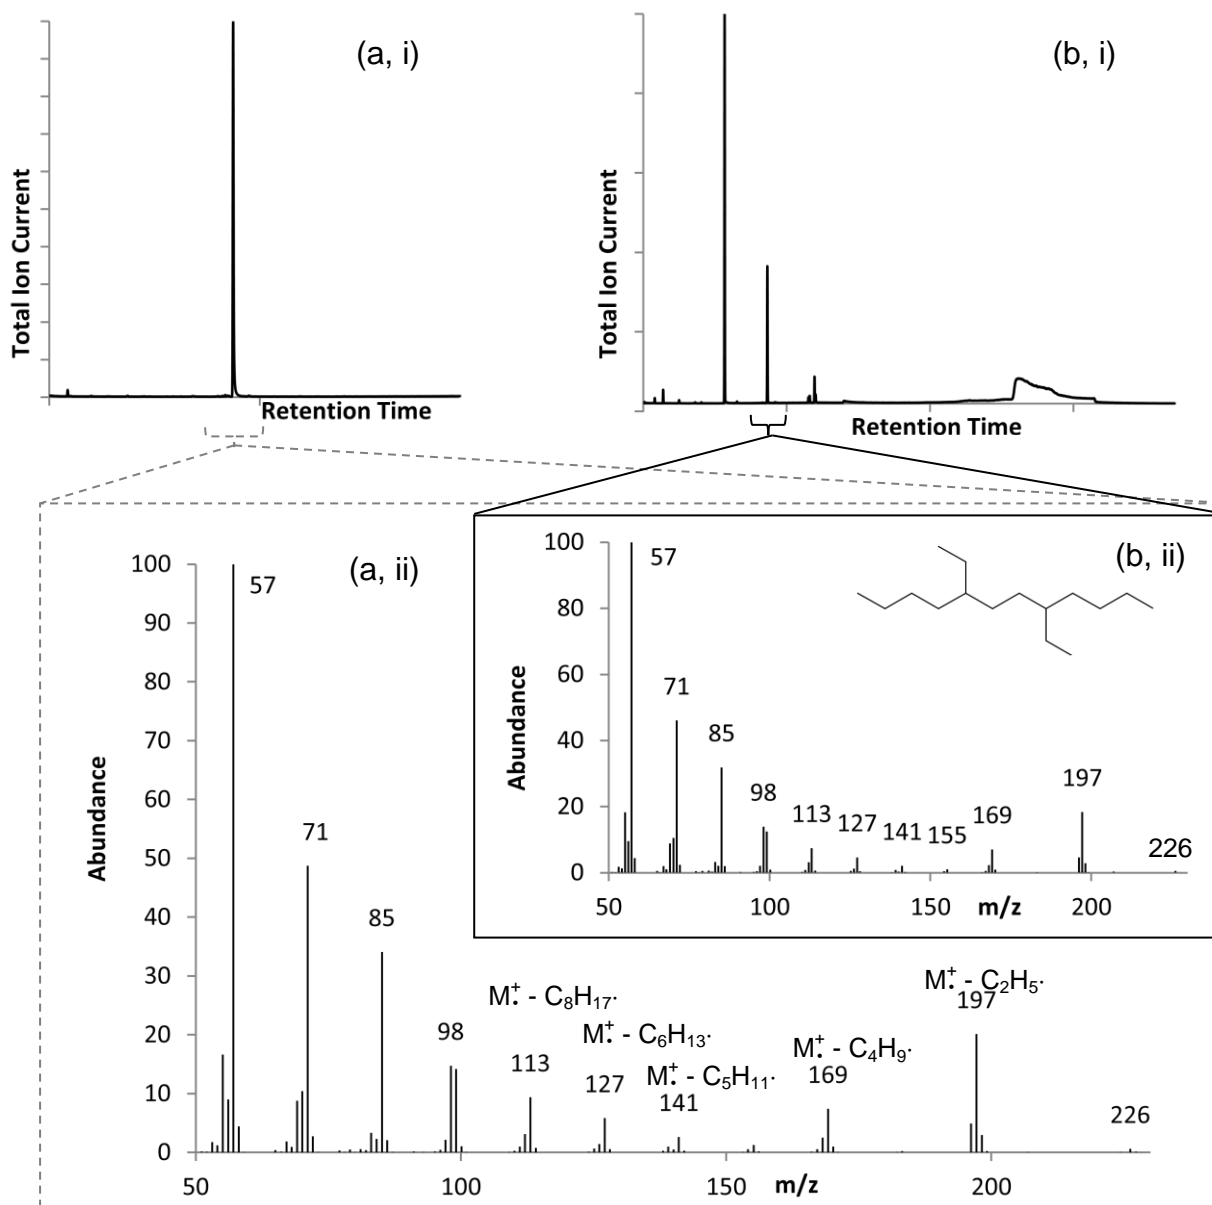 (a, i)
Total Ion Current
Retention Time
(b, i)
Total Ion Current
Retention Time
(b, ii)
Abundance
100
80
60
40
20
0
57
71
85
98
113
127
141
155
169
197
226
50
100
150
m/z
200
(a, ii)
Abundance
100
90
80
70
60
50
40
30
20
10
0
57
71
85
98
M⁺• - C₈H₁₇·
113
M⁺• - C₆H₁₃·
127
M⁺• - C₅H₁₁·
141
M⁺• - C₄H₉·
169
M⁺• - C₂H₅·
197
226
50
100
150
m/z
200